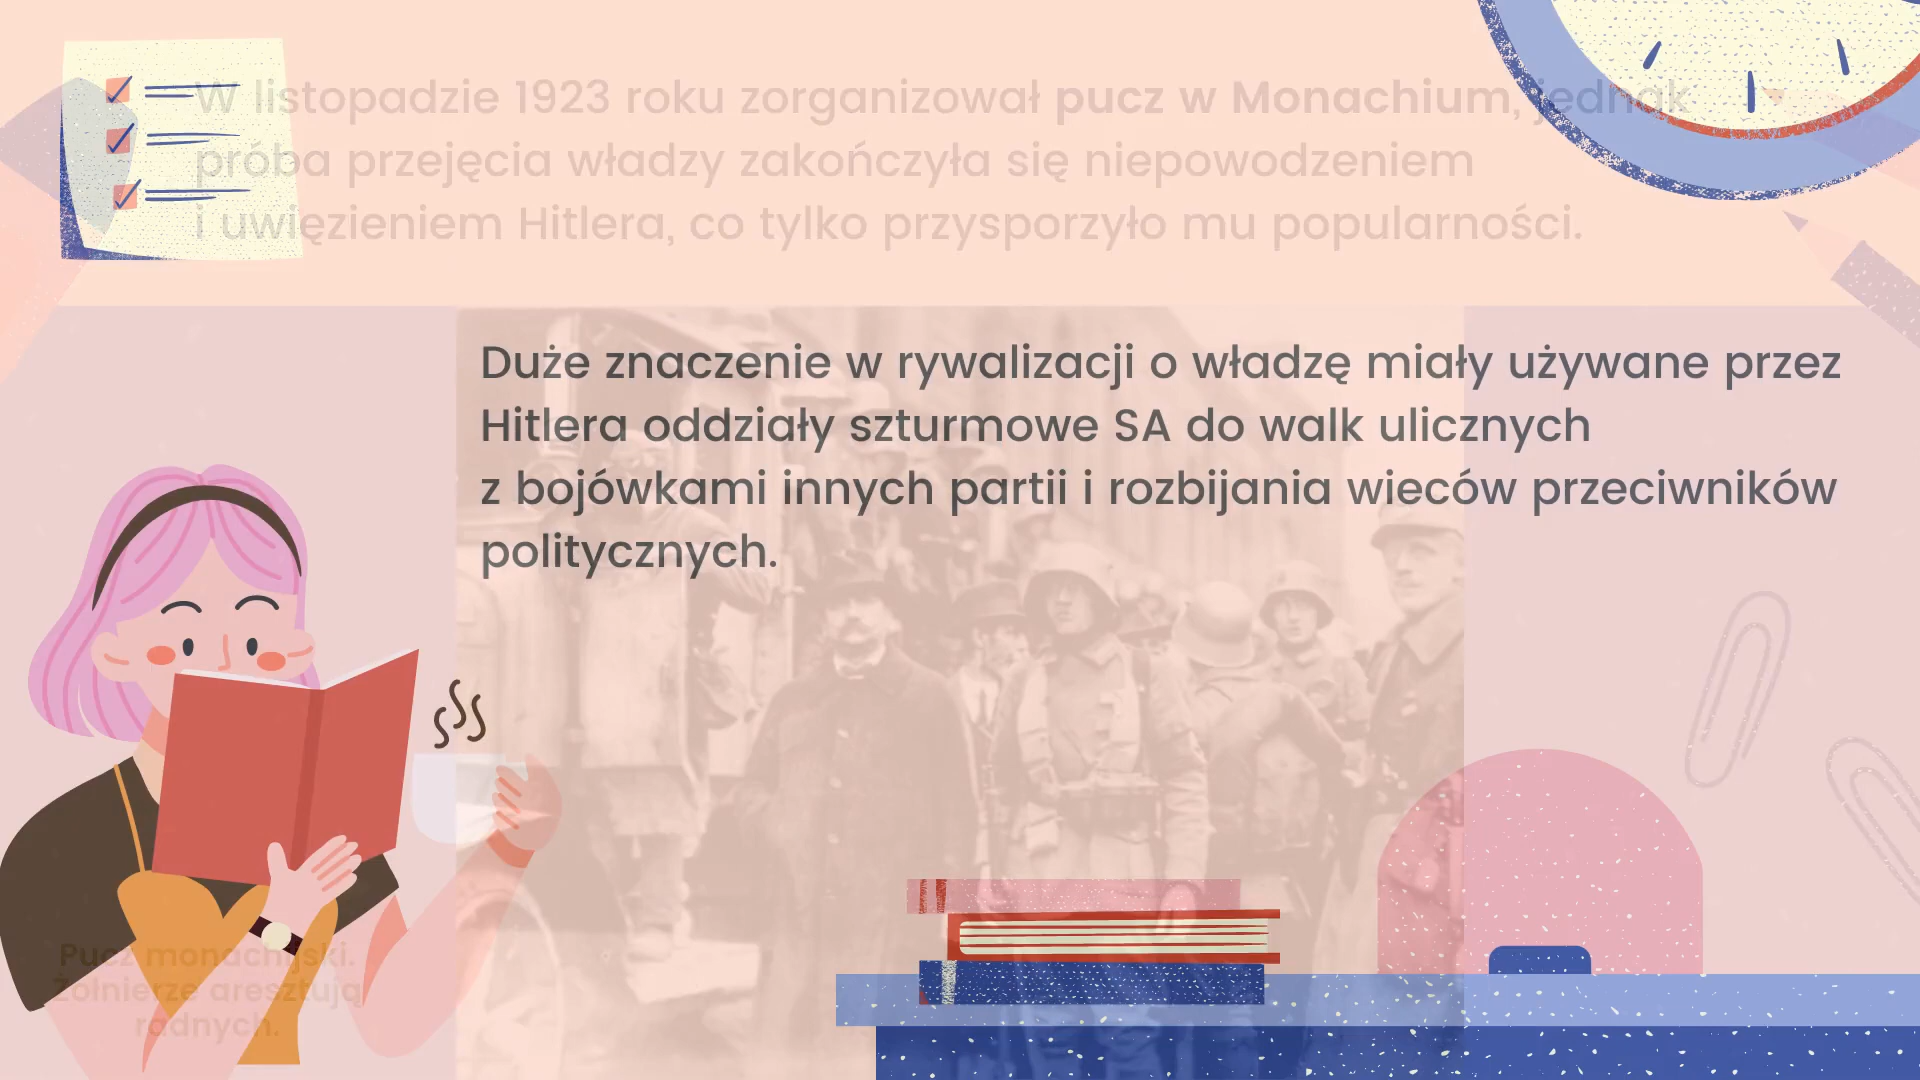 W listopadzie 1923 roku zorganizował pucz w Monachium, jednak
próba przejęcia władzy zakończyła się niepowodzeniem
i uwięzieniem Hitlera, co tylko przysporzyło mu popularności.
Duże znaczenie w rywalizacji o władzę miały używane przez
Hitlera oddziały szturmowe SA do walk ulicznych
z bojówkami innych partii i rozbijania wieców przeciwników
politycznych.
Pucz monachijski.
Żołnierze aresztują
radnych.